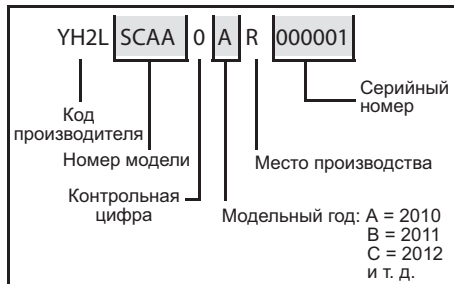 YH2L SCAA 0 A R 000001
Серийный
номер
Код
производителя
Номер модели
Место производства
Контрольная
цифра
Модельный год: A = 2010
B = 2011
C = 2012
и т. д.